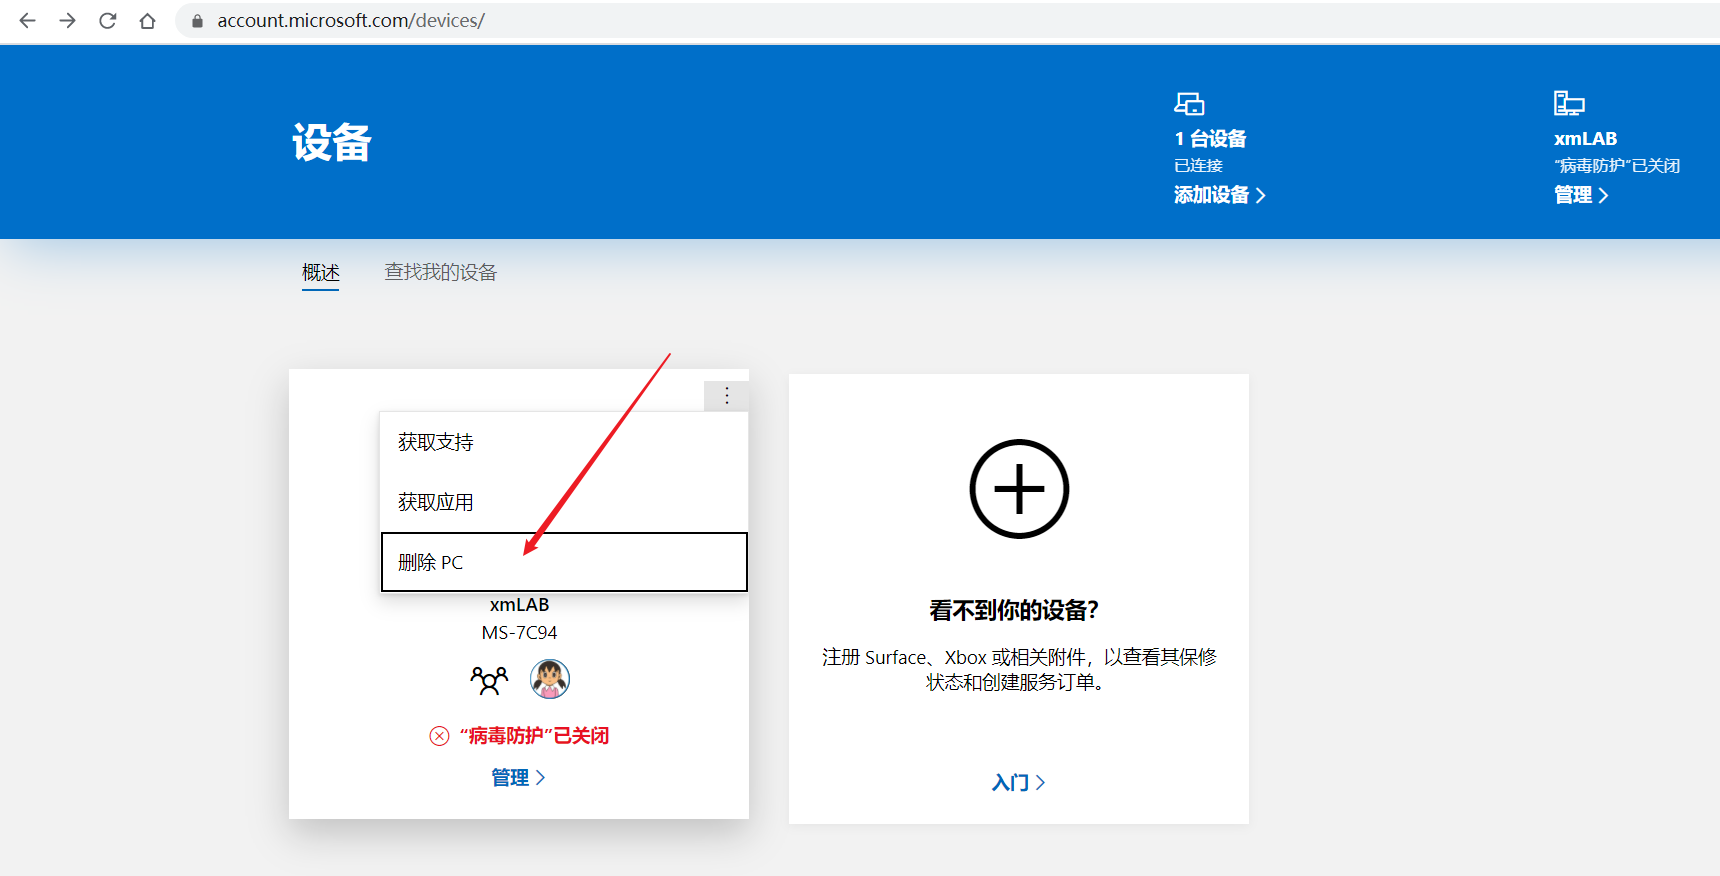 account.microsoft.com/devices/
设备
1 台设备
已连接
添加设备
xmLAB
“病毒防护”已关闭
管理
概述
查找我的设备
获取支持
获取应用
删除 PC
xmLAB
MS-7C94
“病毒防护”已关闭
管理
看不到你的设备?
注册 Surface、Xbox 或相关附件，以查看其保修
状态和创建服务订单。
入门